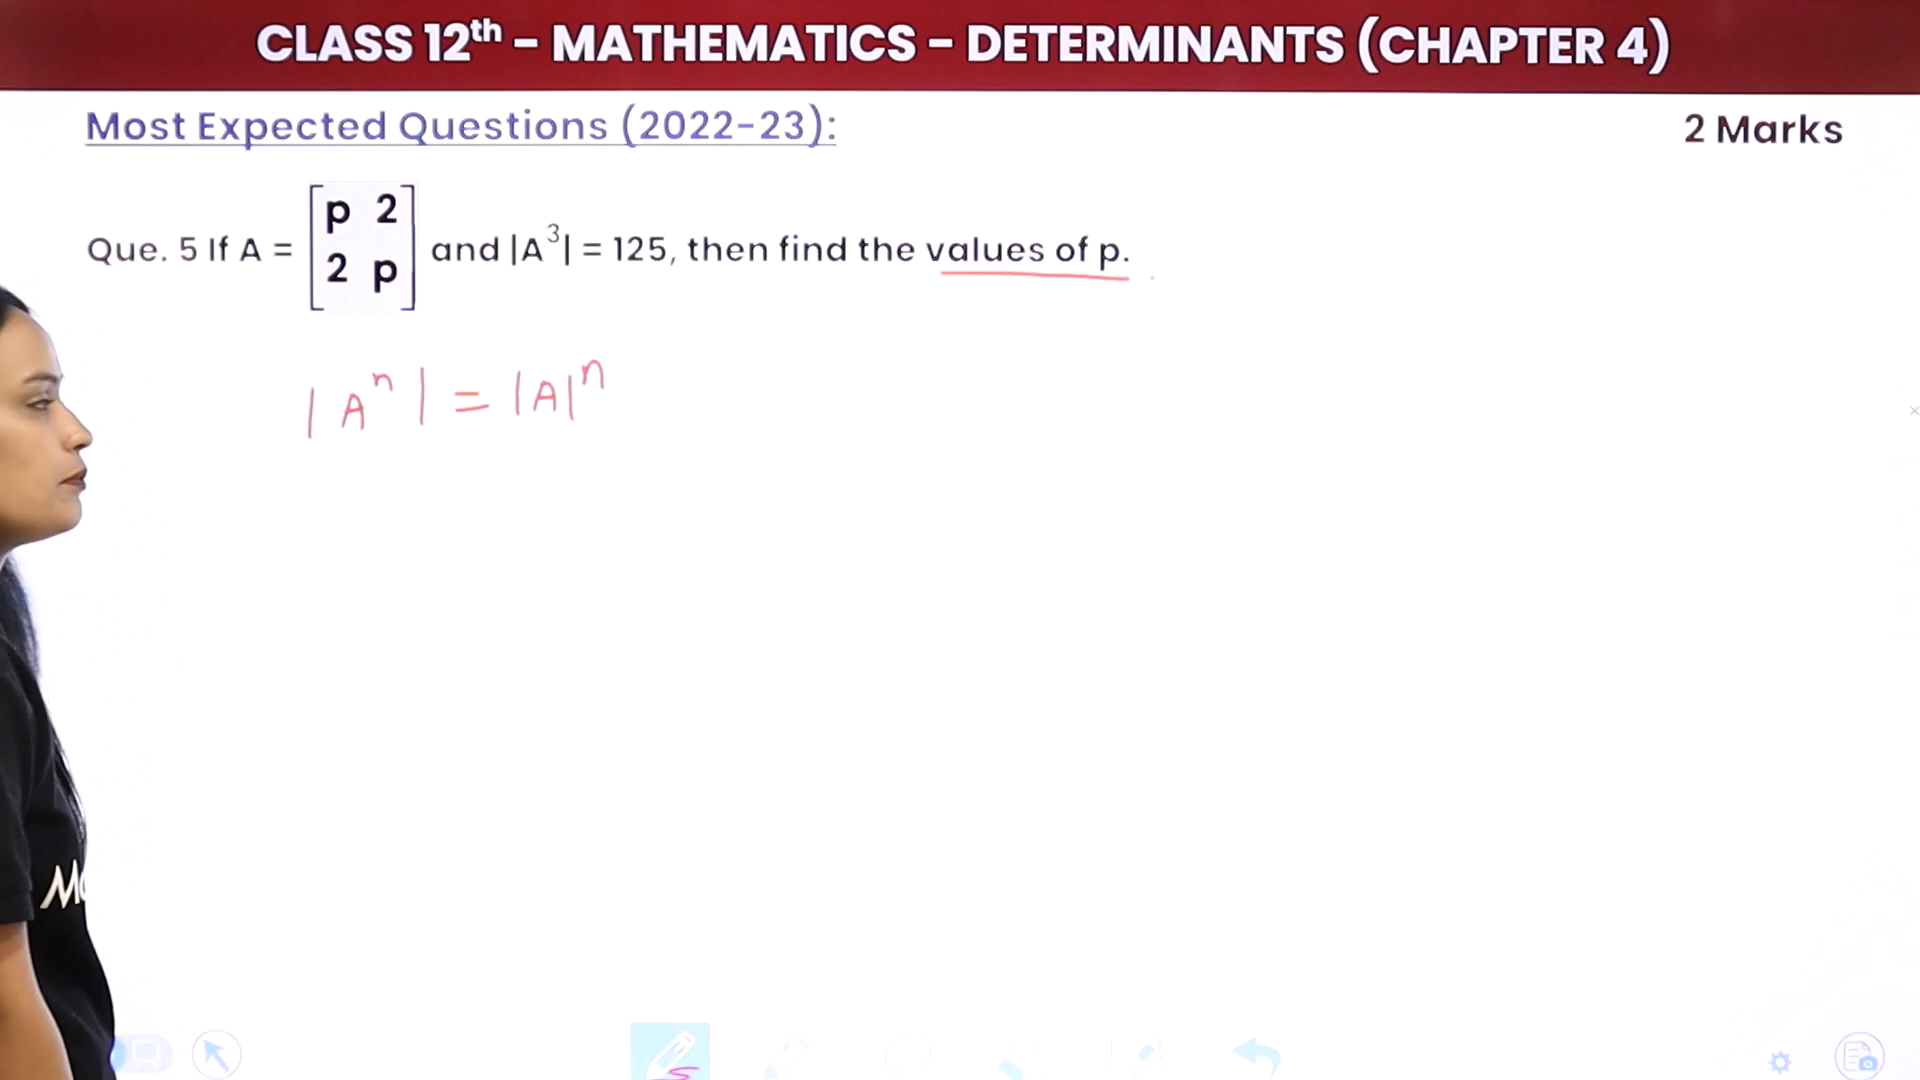 CLASS 12th – MATHEMATICS – DETERMINANTS (CHAPTER 4)
Most Expected Questions (2022-23):
2 Marks
Que. 5 If A = [p 2
2 p] and |A³| = 125, then find the values of p.
|Aⁿ| = |A|ⁿ